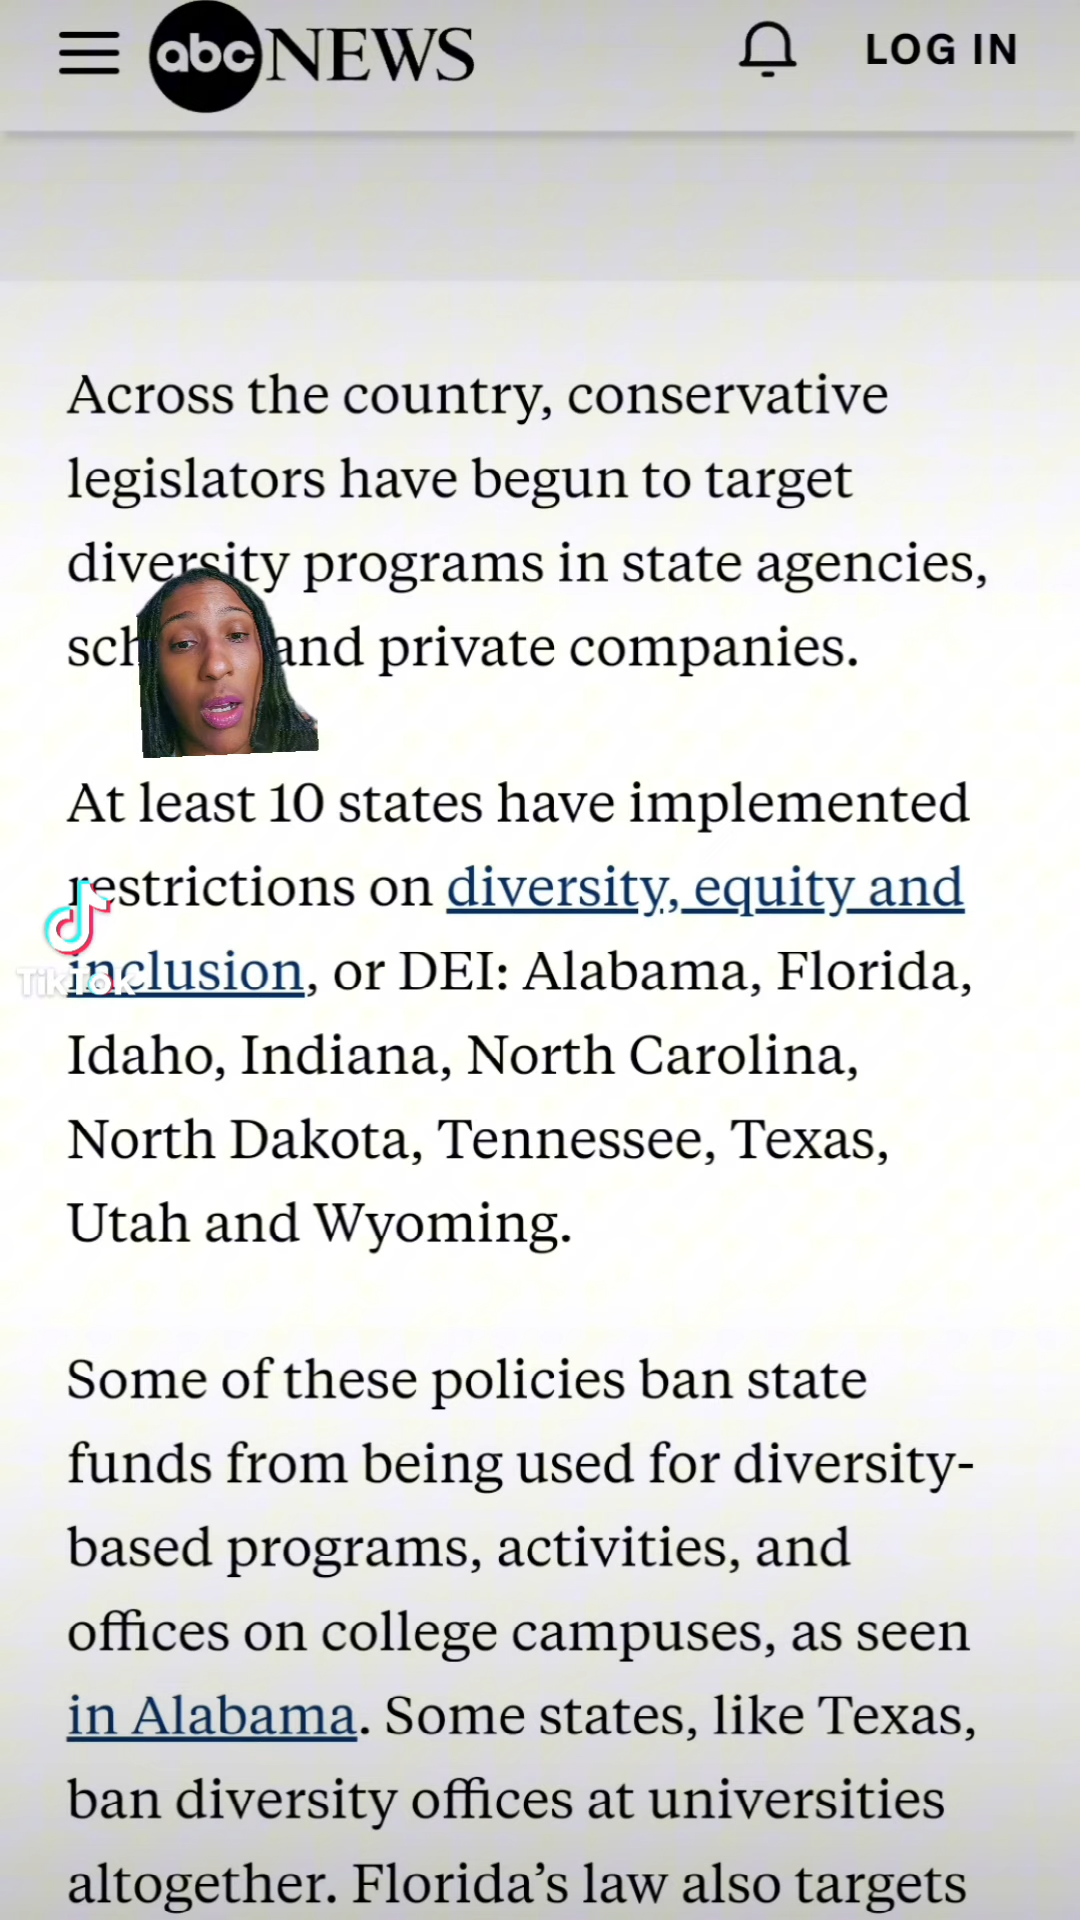 abc NEWS
LOG IN
Across the country, conservative
legislators have begun to target
diversity programs in state agencies,
and private companies.
At least 10 states have implemented
restrictions on diversity, equity and
inclusion, or DEI: Alabama, Florida,
TikTok
Idaho, Indiana, North Carolina,
North Dakota, Tennessee, Texas,
Utah and Wyoming.
Some of these policies ban state
funds from being used for diversity-
based programs, activities, and
offices on college campuses, as seen
in Alabama. Some states, like Texas,
ban diversity offices at universities
altogether. Florida’s law also targets